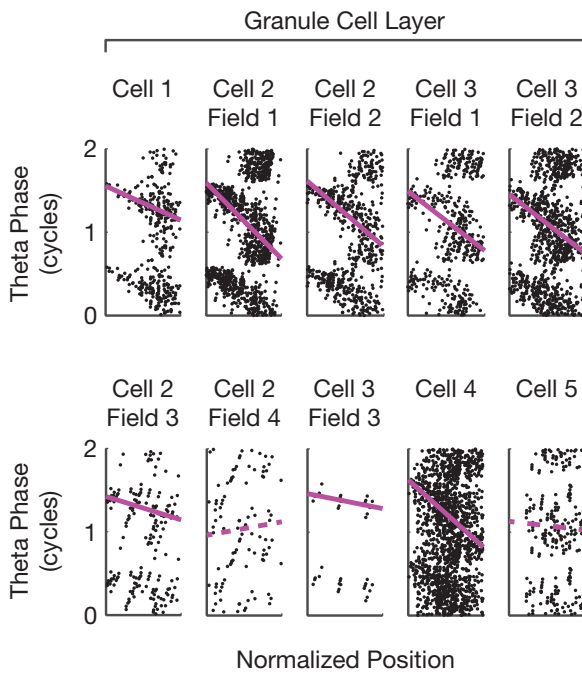 Granule Cell Layer
Cell 1
Cell 2
Field 1
Cell 2
Field 2
Cell 3
Field 1
Cell 3
Field 2
Theta Phase
(cycles)
2
1
0
Cell 2
Field 3
Cell 2
Field 4
Cell 3
Field 3
Cell 4
Cell 5
Theta Phase
(cycles)
2
1
0
Normalized Position